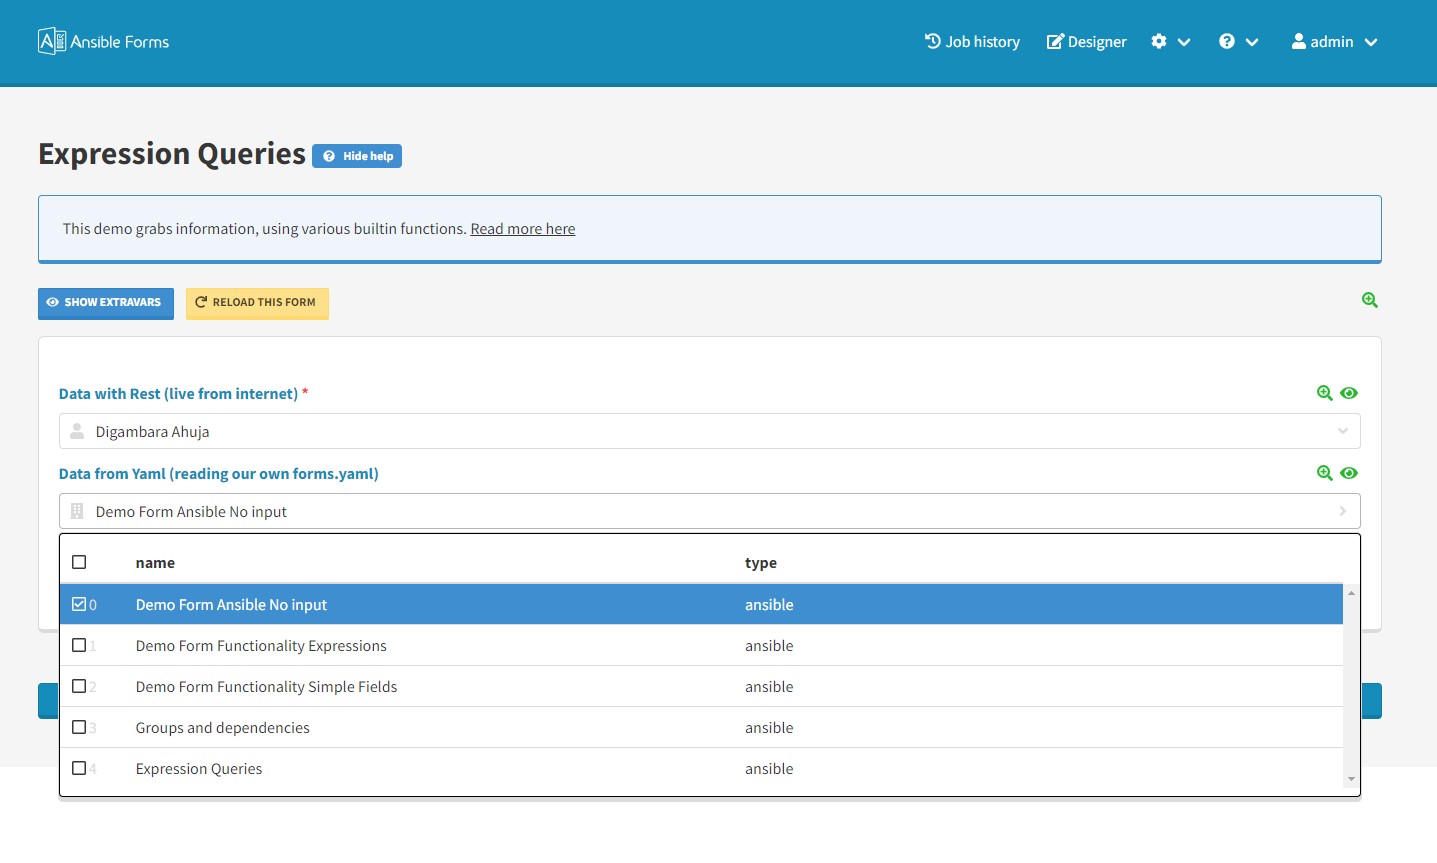 Ansible Forms
Job history
Designer
admin
Expression Queries
Hide help
This demo grabs information, using various builtin functions. Read more here
SHOW EXTRAVARS
RELOAD THIS FORM
Data with Rest (live from internet) *
Digambara Ahuja
Data from Yaml (reading our own forms.yaml)
Demo Form Ansible No input
name type
0 Demo Form Ansible No input ansible
1 Demo Form Functionality Expressions ansible
2 Demo Form Functionality Simple Fields ansible
3 Groups and dependencies ansible
4 Expression Queries ansible